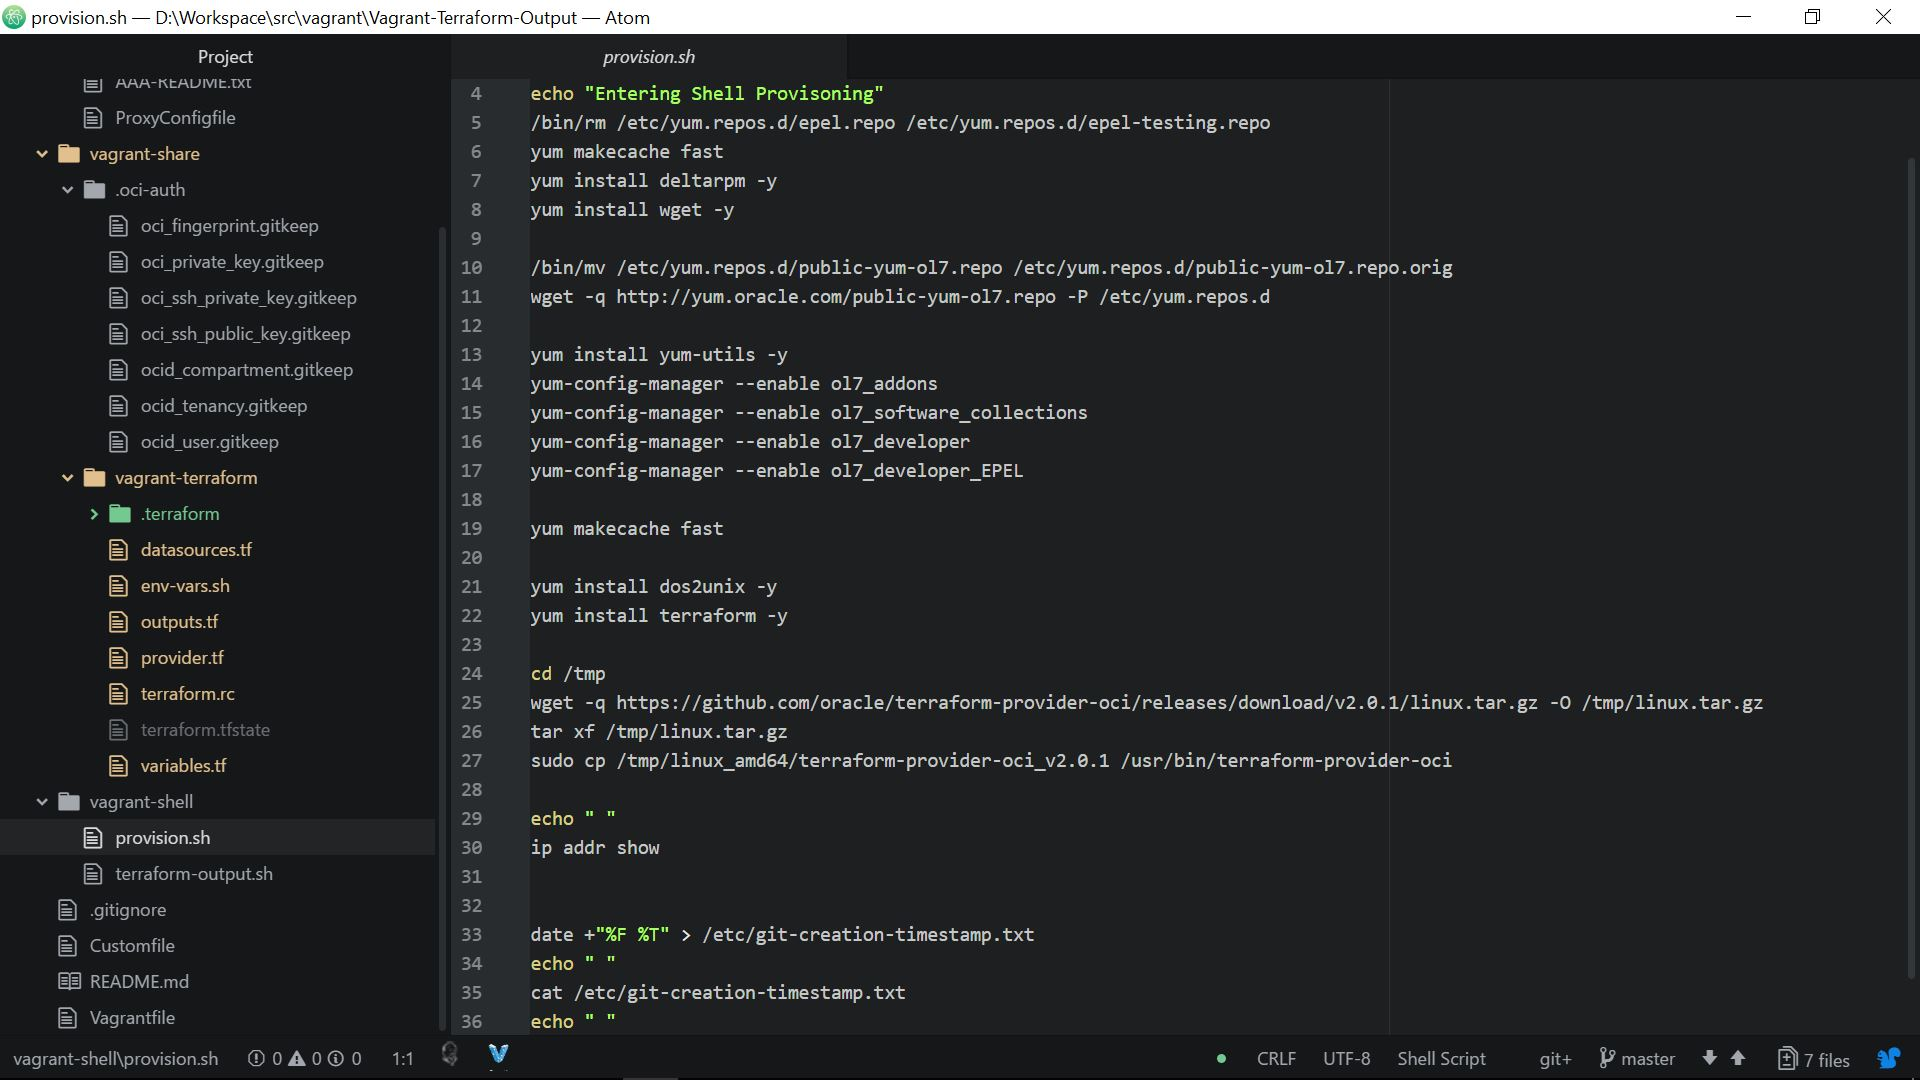 provision.sh — D:\Workspace\src\vagrant\Vagrant-Terraform-Output — Atom
Project
AAA-README.txt
ProxyConfigfile
vagrant-share
.oci-auth
oci_fingerprint.gitkeep
oci_private_key.gitkeep
oci_ssh_private_key.gitkeep
oci_ssh_public_key.gitkeep
ocid_compartment.gitkeep
ocid_tenancy.gitkeep
ocid_user.gitkeep
vagrant-terraform
.terraform
datasources.tf
env-vars.sh
outputs.tf
provider.tf
terraform.rc
terraform.tfstate
variables.tf
vagrant-shell
provision.sh
terraform-output.sh
.gitignore
Customfile
README.md
Vagrantfile
provision.sh
4 echo "Entering Shell Provisoning"
5 /bin/rm /etc/yum.repos.d/epel.repo /etc/yum.repos.d/epel-testing.repo
6 yum makecache fast
7 yum install deltarpm -y
8 yum install wget -y
9
10 /bin/mv /etc/yum.repos.d/public-yum-ol7.repo /etc/yum.repos.d/public-yum-ol7.repo.orig
11 wget -q http://yum.oracle.com/public-yum-ol7.repo -P /etc/yum.repos.d
12
13 yum install yum-utils -y
14 yum-config-manager --enable ol7_addons
15 yum-config-manager --enable ol7_software_collections
16 yum-config-manager --enable ol7_developer
17 yum-config-manager --enable ol7_developer_EPEL
18
19 yum makecache fast
20
21 yum install dos2unix -y
22 yum install terraform -y
23
24 cd /tmp
25 wget -q https://github.com/oracle/terraform-provider-oci/releases/download/v2.0.1/linux.tar.gz -O /tmp/linux.tar.gz
26 tar xf /tmp/linux.tar.gz
27 sudo cp /tmp/linux_amd64/terraform-provider-oci_v2.0.1 /usr/bin/terraform-provider-oci
28
29 echo " "
30 ip addr show
31
32
33 date +"%F %T" > /etc/git-creation-timestamp.txt
34 echo " "
35 cat /etc/git-creation-timestamp.txt
36 echo " "
vagrant-shell\provision.sh 0 0 0 1:1 CRLF UTF-8 Shell Script git+ master 7 files